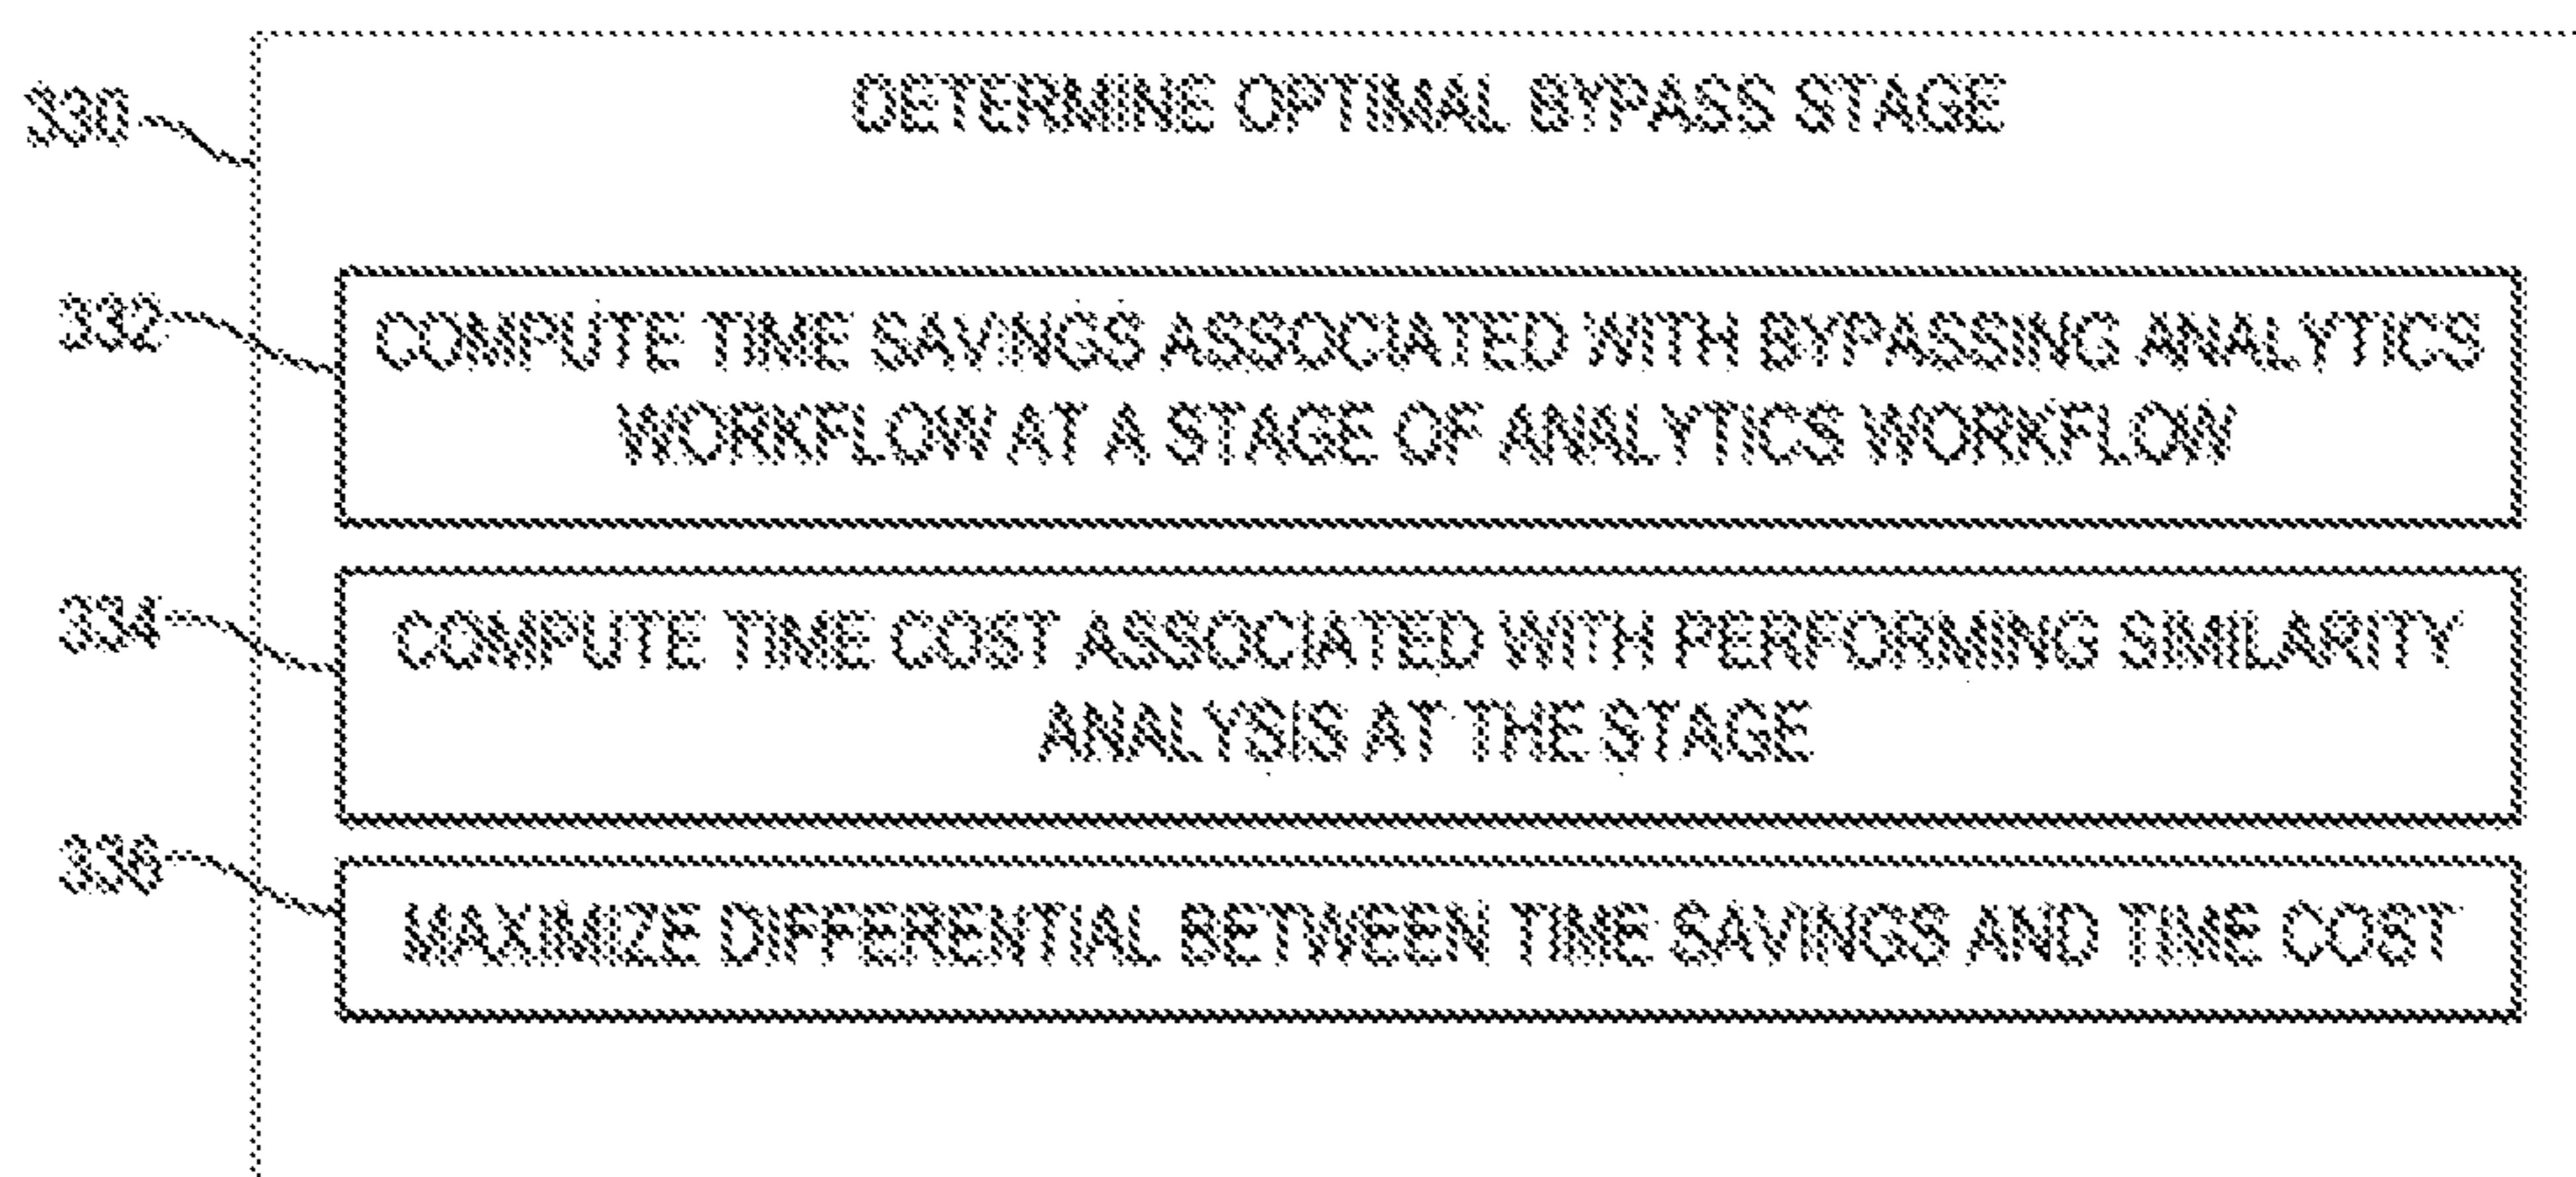 330
DETERMINE OPTIMAL BYPASS STAGE
332
COMPUTE TIME SAVINGS ASSOCIATED WITH BYPASSING ANALYTICS
WORKFLOW AT A STAGE OF ANALYTICS WORKFLOW
334
COMPUTE TIME COST ASSOCIATED WITH PERFORMING SIMILARITY
ANALYSIS AT THE STAGE
336
MAXIMIZE DIFFERENTIAL BETWEEN TIME SAVINGS AND TIME COST